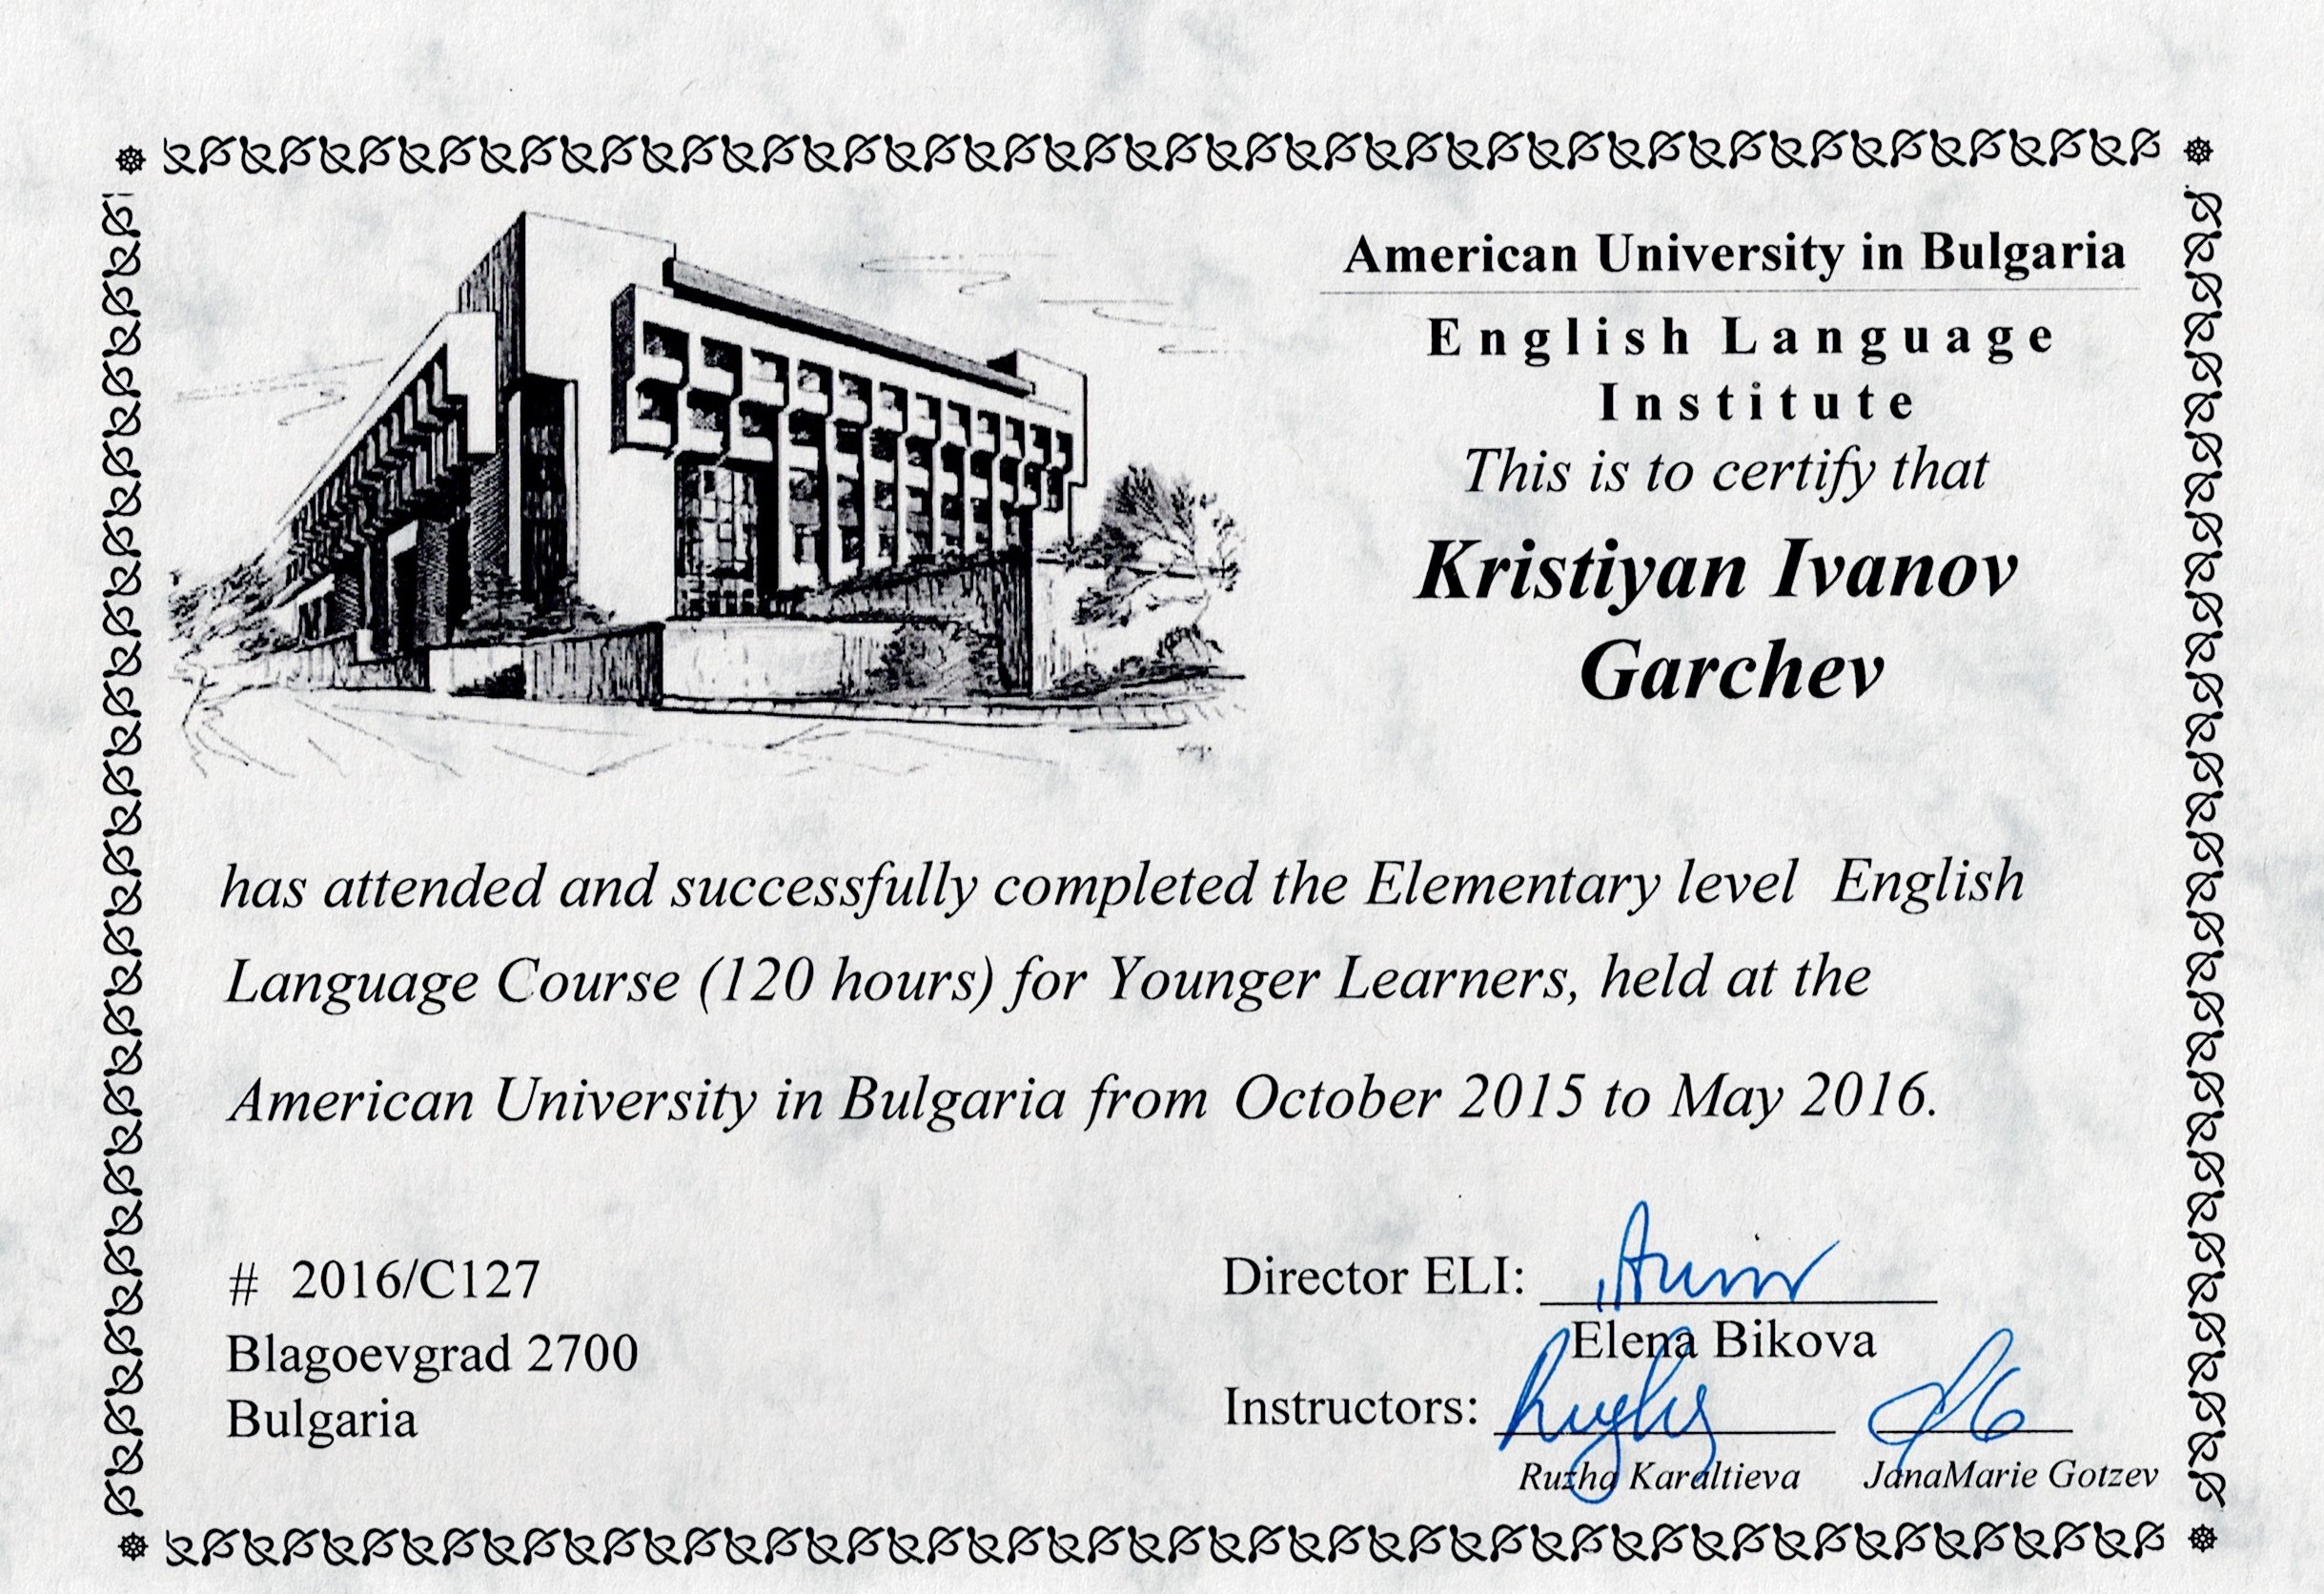 American University in Bulgaria
English Language
Institute
This is to certify that
Kristiyan Ivanov
Garchev
has attended and successfully completed the Elementary level English
Language Course (120 hours) for Younger Learners, held at the
American University in Bulgaria from October 2015 to May 2016.
# 2016/C127
Blagoevgrad 2700
Bulgaria
Director ELI:
Elena Bikova
Instructors:
Ruzha Karaltieva JanaMarie Gotzev